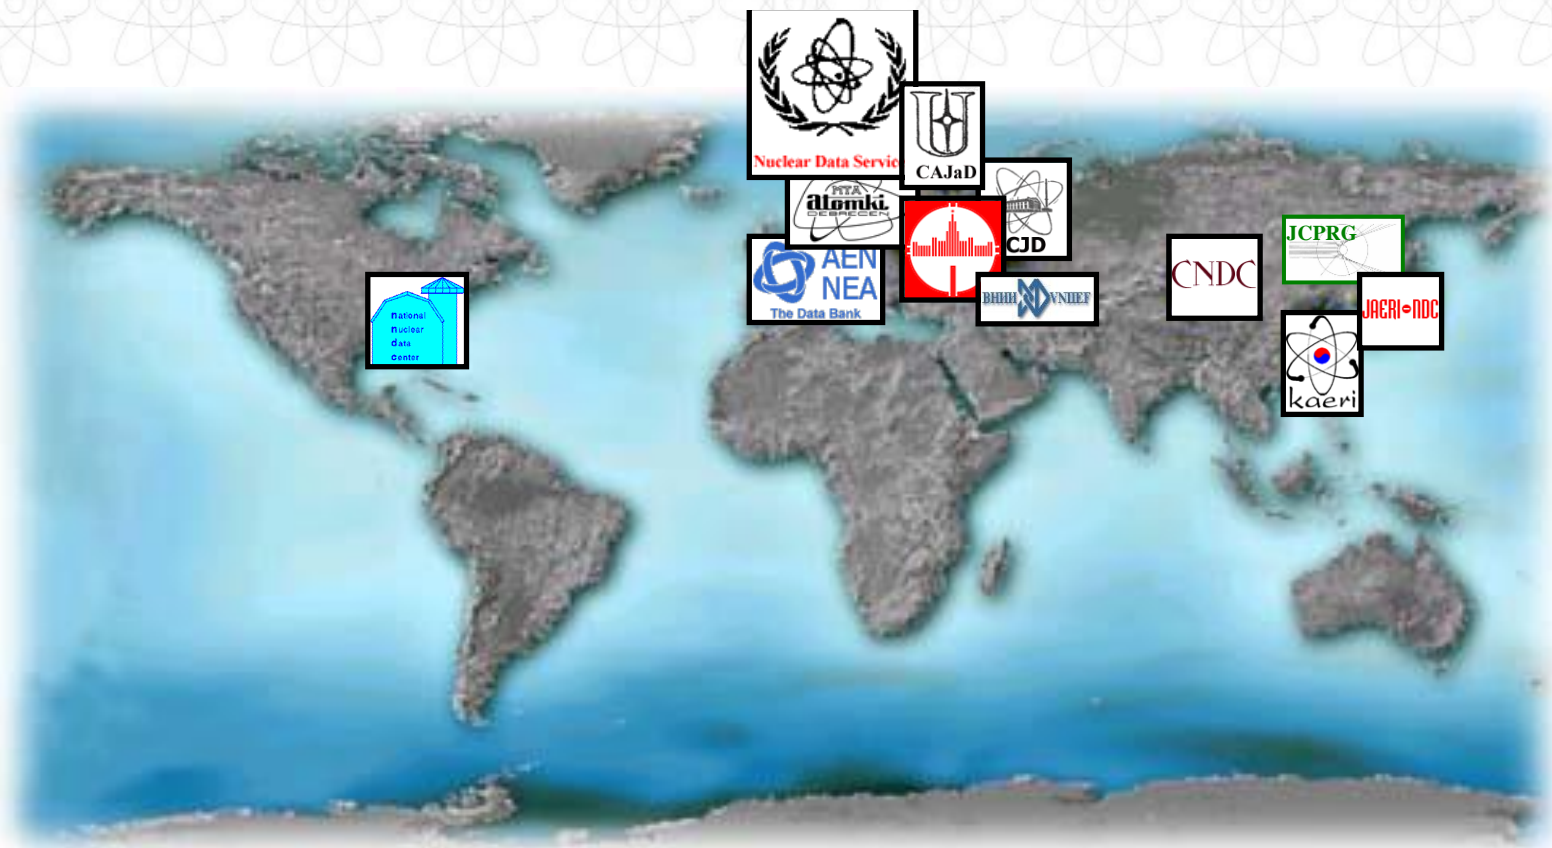 Nuclear Data Servic
CAJaD
MTA
atomki
DEBRECEN
CJD
AEN
NEA
The Data Bank
ВНИИ VNIIEF
national
nuclear
data
center
CNDC
JCPRG
JAERI NDC
kaeri